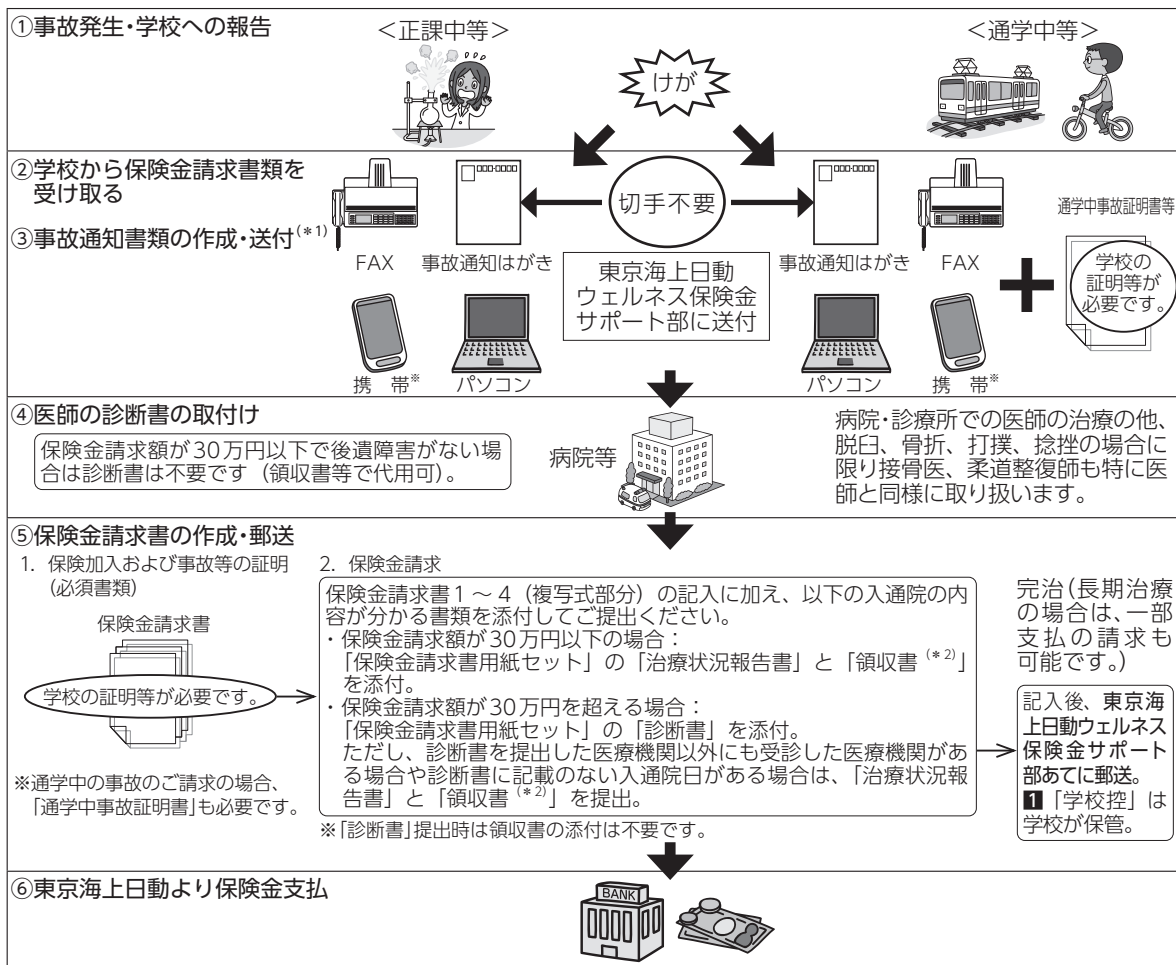 ①事故発生・学校への報告
＜正課中等＞
けが
＜通学中等＞
②学校から保険金請求書類を
受け取る
③事故通知書類の作成・送付(＊1)
FAX
事故通知はがき
切手不要
東京海上日動
ウェルネス保険金
サポート部に送付
事故通知はがき
FAX
通学中事故証明書等
学校の
証明等が
必要です。
携　帯※
パソコン
パソコン
携　帯※
④医師の診断書の取付け
保険金請求額が30万円以下で後遺障害がない場
合は診断書は不要です（領収書等で代用可）。
病院等
病院・診療所での医師の治療の他、
脱臼、骨折、打撲、捻挫の場合に
限り接骨医、柔道整復師も特に医
師と同様に取り扱います。
⑤保険金請求書の作成・郵送
1. 保険加入および事故等の証明
(必須書類)
保険金請求書
学校の証明等が必要です。
※通学中の事故のご請求の場合、
「通学中事故証明書」も必要です。
2. 保険金請求
保険金請求書1～4（複写式部分）の記入に加え、以下の入通院の内
容が分かる書類を添付してご提出ください。
・保険金請求額が30万円以下の場合：
「保険金請求書用紙セット」の「治療状況報告書」と「領収書(＊2)」
を添付。
・保険金請求額が30万円を超える場合：
「保険金請求書用紙セット」の「診断書」を添付。
ただし、診断書を提出した医療機関以外にも受診した医療機関があ
る場合や診断書に記載のない入通院日がある場合は、「治療状況報
告書」と「領収書(＊2)」を提出。
※「診断書」提出時は領収書の添付は不要です。
完治(長期治療
の場合は、一部
支払の請求も
可能です。)
記入後、東京海
上日動ウェルネス
保険金サポート
部あてに郵送。
1「学校控」は
学校が保管。
⑥東京海上日動より保険金支払
BANK